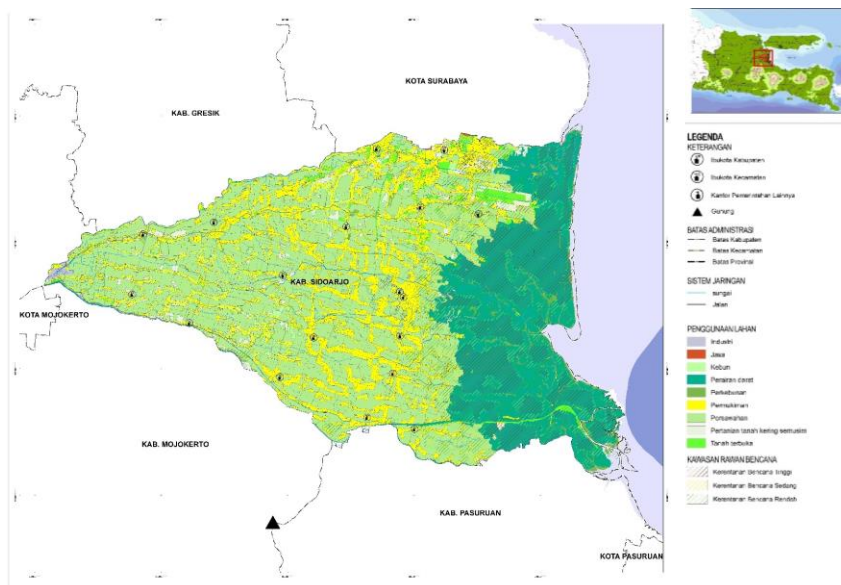 KOTA SURABAYA
KAB. GRESIK
KAB. SIDOARJO
KOTA MOJOKERTO
KAB. MOJOKERTO
KAB. PASURUAN
KOTA PASURUAN
LEGENDA
KETERANGAN
Ibukota Kabupaten
Ibukota Kecamatan
Kantor Pemerintahan Lainnya
Gunung
BATAS ADMINISTRASI
Batas Kabupaten
Batas Kecamatan
Batas Provinsi
SISTEM JARINGAN
sungai
Jalan
PENGGUNAAN LAHAN
Industri
Jasa
Kebun
Perairan darat
Perkebunan
Permukiman
Persawahan
Pertanian tanah kering semusim
Tanah terbuka
KAWASAN RAWAN BENCANA
Kerentanan Bencana Tinggi
Kerentanan Bencana Sedang
Kerentanan Bencana Rendah